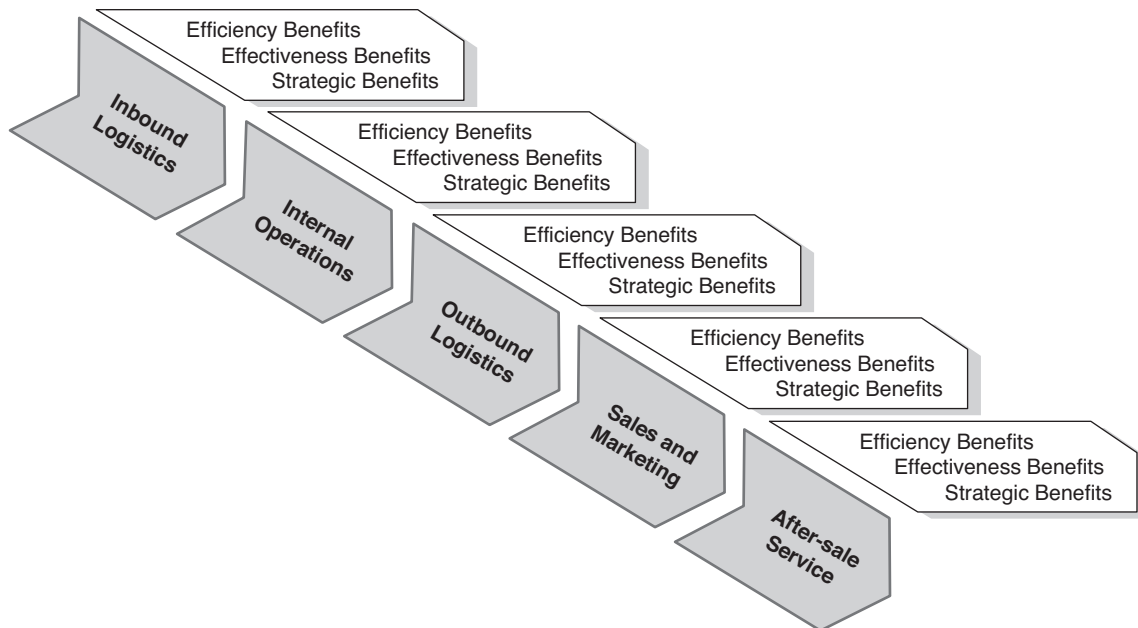 Efficiency Benefits
Effectiveness Benefits
Strategic Benefits
Inbound
Logistics
Efficiency Benefits
Effectiveness Benefits
Strategic Benefits
Internal
Operations
Efficiency Benefits
Effectiveness Benefits
Strategic Benefits
Outbound
Logistics
Efficiency Benefits
Effectiveness Benefits
Strategic Benefits
Sales and
Marketing
Efficiency Benefits
Effectiveness Benefits
Strategic Benefits
After-sale
Service